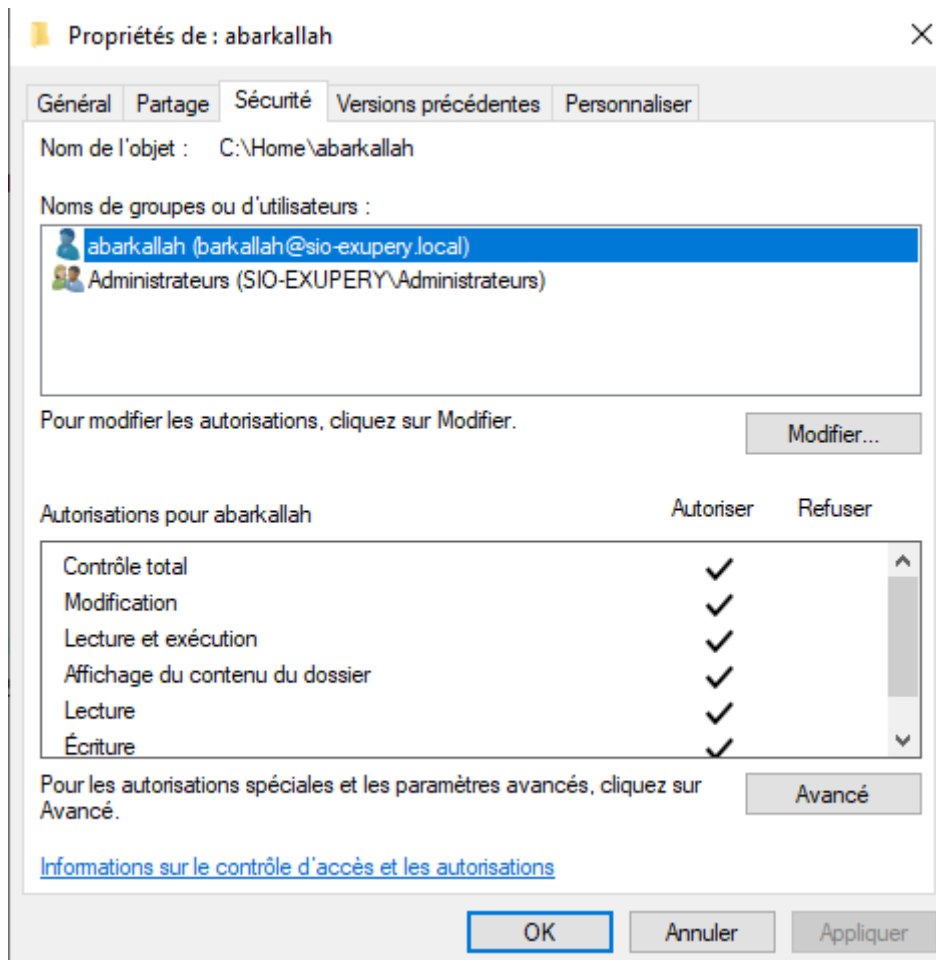 Propriétés de : abarkallah
Général Partage Sécurité Versions précédentes Personnaliser
Nom de l'objet : C:\Home\abarkallah
Noms de groupes ou d'utilisateurs :
abarkallah (barkallah@sio-exupery.local)
Administrateurs (SIO-EXUPERY\Administrateurs)
Pour modifier les autorisations, cliquez sur Modifier.
Modifier...
Autorisations pour abarkallah Autoriser Refuser
Contrôle total
Modification
Lecture et exécution
Affichage du contenu du dossier
Lecture
Écriture
Pour les autorisations spéciales et les paramètres avancés, cliquez sur
Avancé.
Avancé
Informations sur le contrôle d'accès et les autorisations
OK Annuler Appliquer